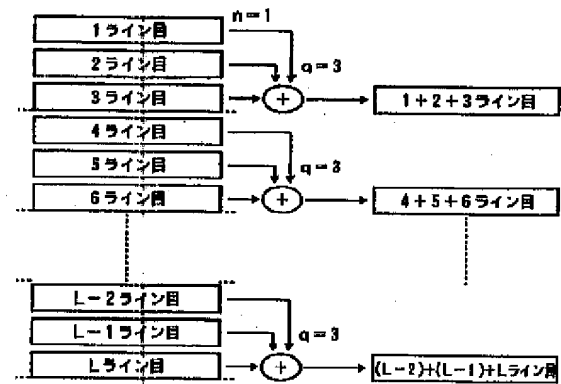 n=1
1ライン目
2ライン目
q=3
3ライン目
+
1+2+3ライン目
4ライン目
5ライン目
q=3
6ライン目
+
4+5+6ライン目
L-2ライン目
L-1ライン目
q=3
Lライン目
+
(L-2)+(L-1)+Lライン目